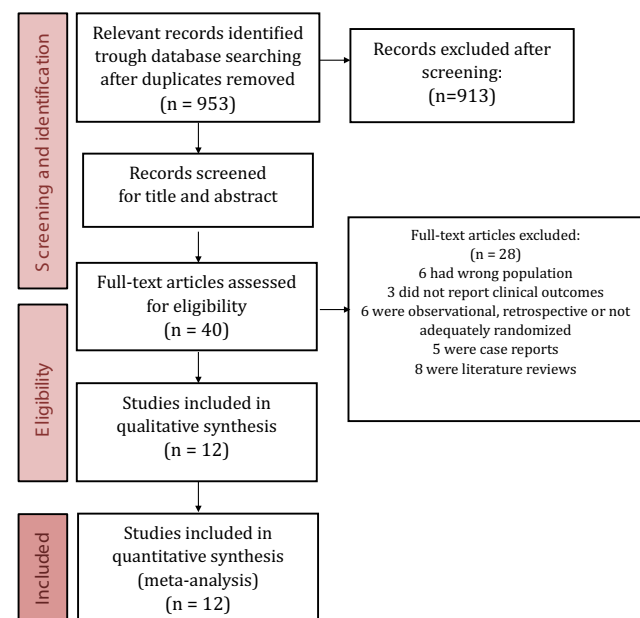 Screening and identification
Relevant records identified
trough database searching
after duplicates removed
(n = 953)
Records excluded after
screening:
(n=913)
Records screened
for title and abstract
Full-text articles assessed
for eligibility
(n = 40)
Full-text articles excluded:
(n = 28)
6 had wrong population
3 did not report clinical outcomes
6 were observational, retrospective or not
adequately randomized
5 were case reports
8 were literature reviews
Eligibility
Studies included in
qualitative synthesis
(n = 12)
Included
Studies included in
quantitative synthesis
(meta-analysis)
(n = 12)